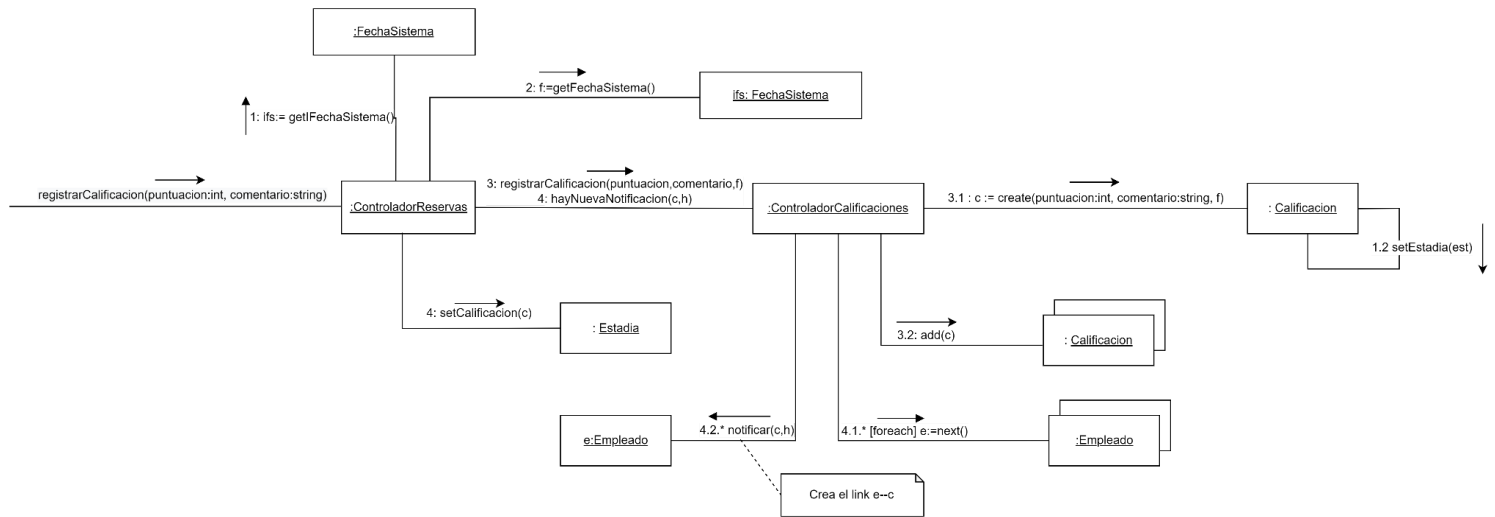 :FechaSistema
2: f:=getFechaSistema()
ifs: FechaSistema
1: ifs:= getIFechaSistema()
registrarCalificacion(puntuacion:int, comentario:string)
:ControladorReservas
3: registrarCalificacion(puntuacion,comentario,f)
4: hayNuevaNotificacion(c,h)
:ControladorCalificaciones
3.1 : c := create(puntuacion:int, comentario:string, f)
: Calificacion
1.2 setEstadia(est)
4: setCalificacion(c)
: Estadia
3.2: add(c)
: Calificacion
e:Empleado
4.2.* notificar(c,h)
4.1.* [foreach] e:=next()
:Empleado
Crea el link e--c